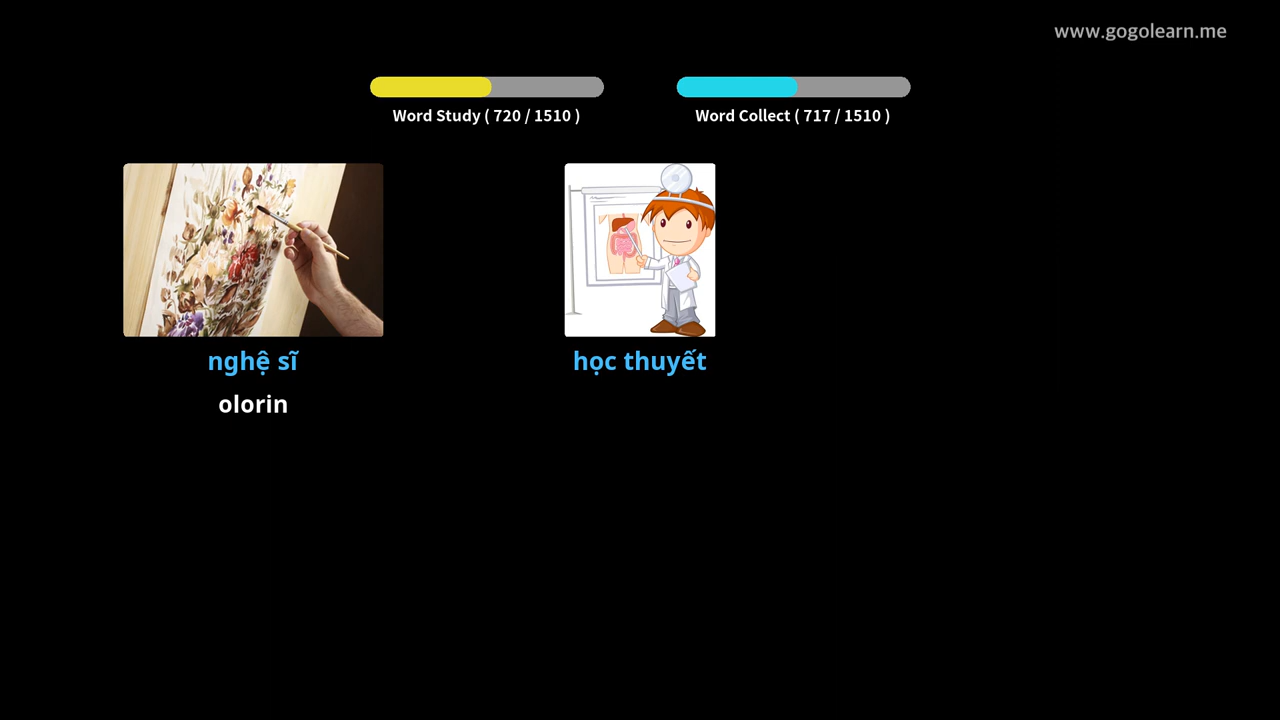 www.gogolearn.me
Word Study ( 720 / 1510 )
Word Collect ( 717 / 1510 )
nghệ sĩ
học thuyết
olorin